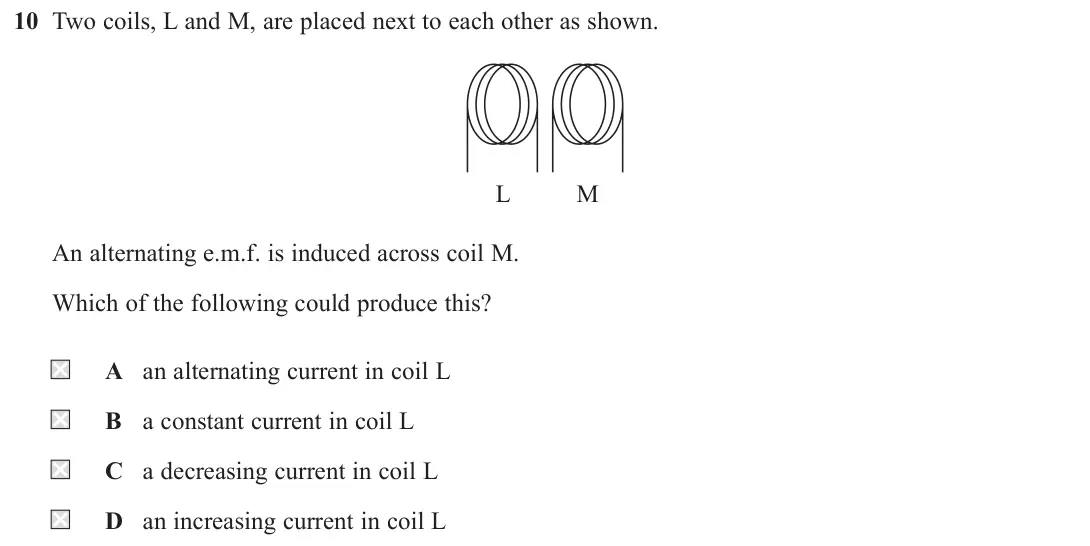 10 Two coils, L and M, are placed next to each other as shown.
L M
An alternating e.m.f. is induced across coil M.
Which of the following could produce this?
A an alternating current in coil L
B a constant current in coil L
C a decreasing current in coil L
D an increasing current in coil L